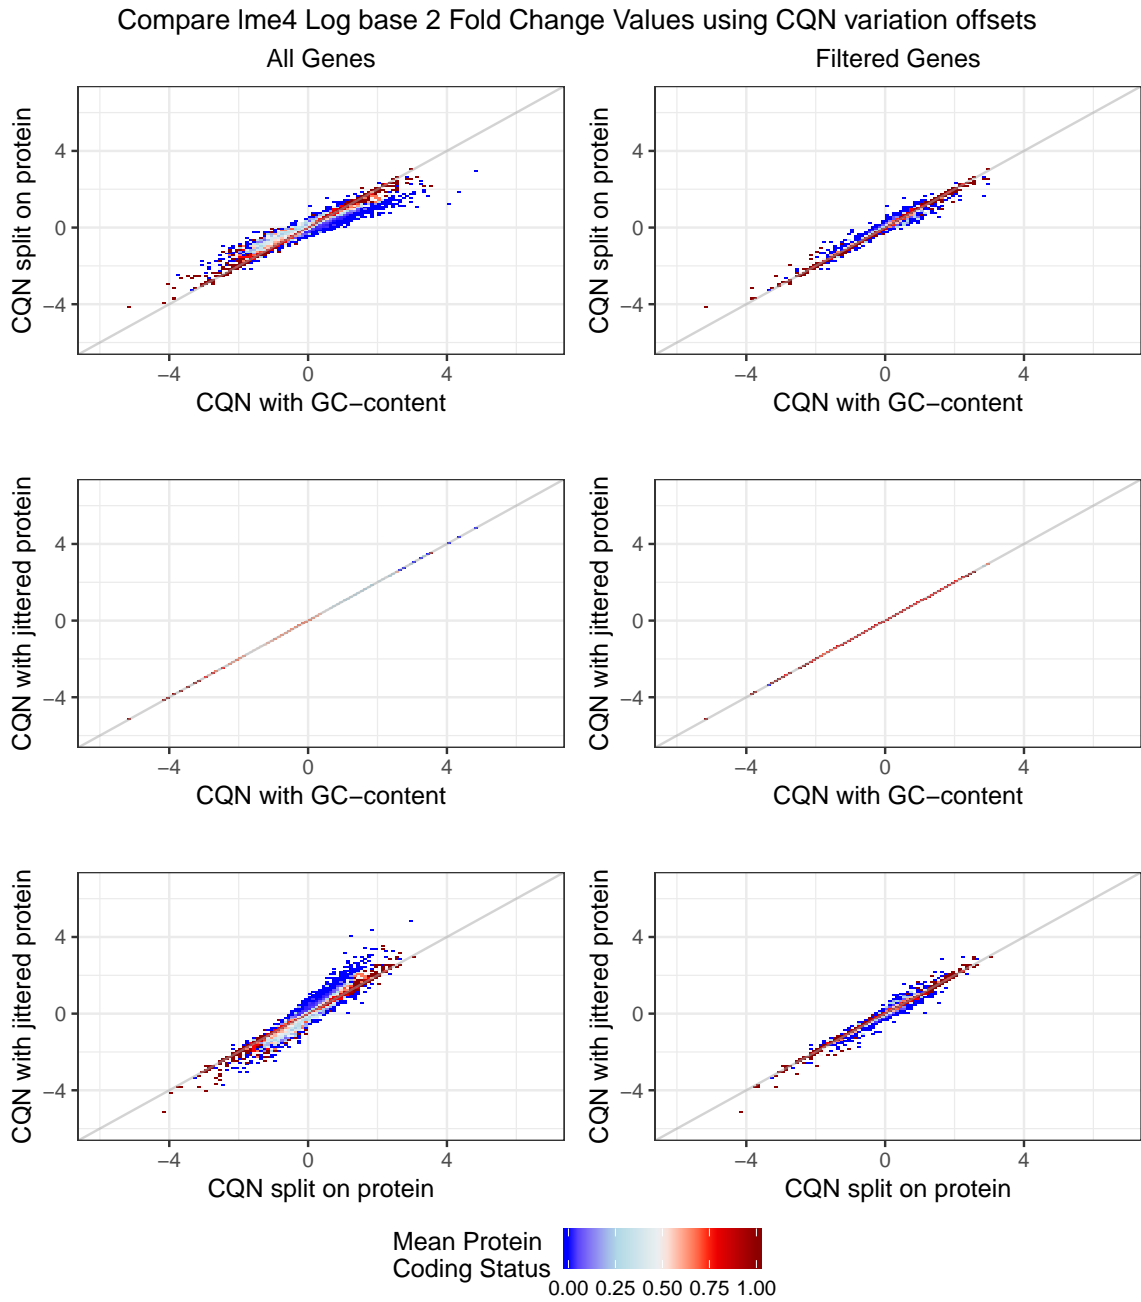 Compare lme4 Log base 2 Fold Change Values using CQN variation offsets
All Genes
Filtered Genes
CQN split on protein
4
0
−4
−4
0
4
CQN with GC−content
CQN split on protein
4
0
−4
−4
0
4
CQN with GC−content
CQN with jittered protein
4
0
−4
−4
0
4
CQN with GC−content
CQN with jittered protein
4
0
−4
−4
0
4
CQN with GC−content
CQN with jittered protein
4
0
−4
−4
0
4
CQN split on protein
CQN with jittered protein
4
0
−4
−4
0
4
CQN split on protein
Mean Protein
Coding Status
0.00 0.25 0.50 0.75 1.00